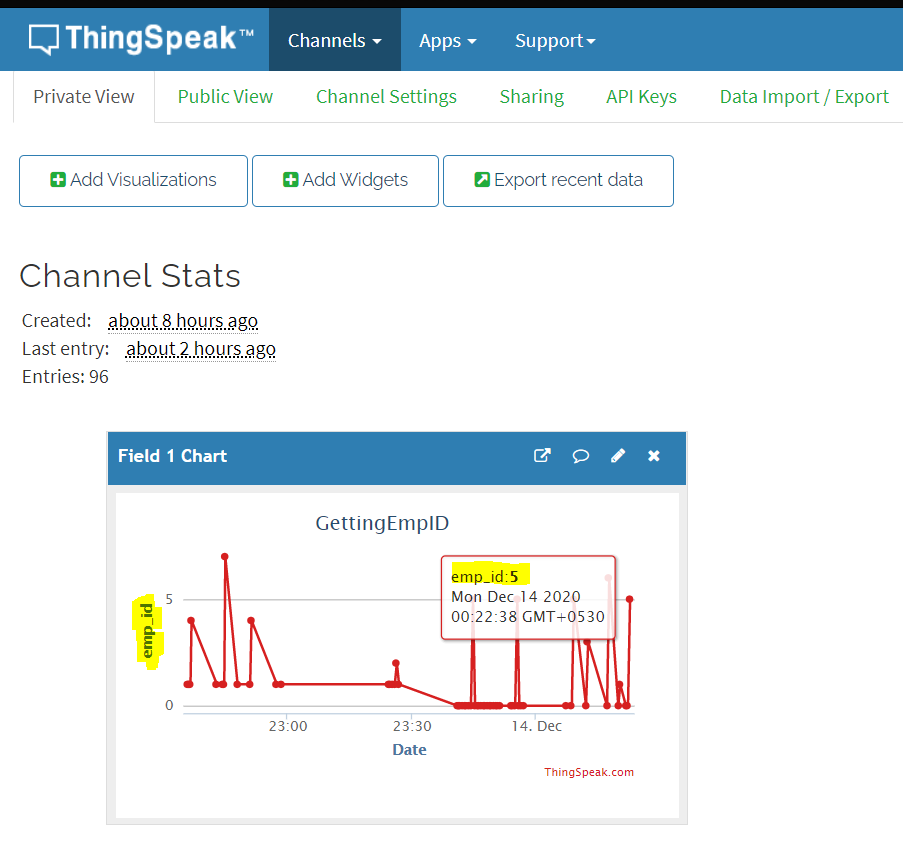 ThingSpeak™ Channels Apps Support
Private View Public View Channel Settings Sharing API Keys Data Import / Export
Add Visualizations Add Widgets Export recent data
Channel Stats
Created: about 8 hours ago
Last entry: about 2 hours ago
Entries: 96
Field 1 Chart
GettingEmpID
emp_id:5
Mon Dec 14 2020
00:22:38 GMT+0530
emp_id
5
0
23:00 23:30 14. Dec
Date
ThingSpeak.com